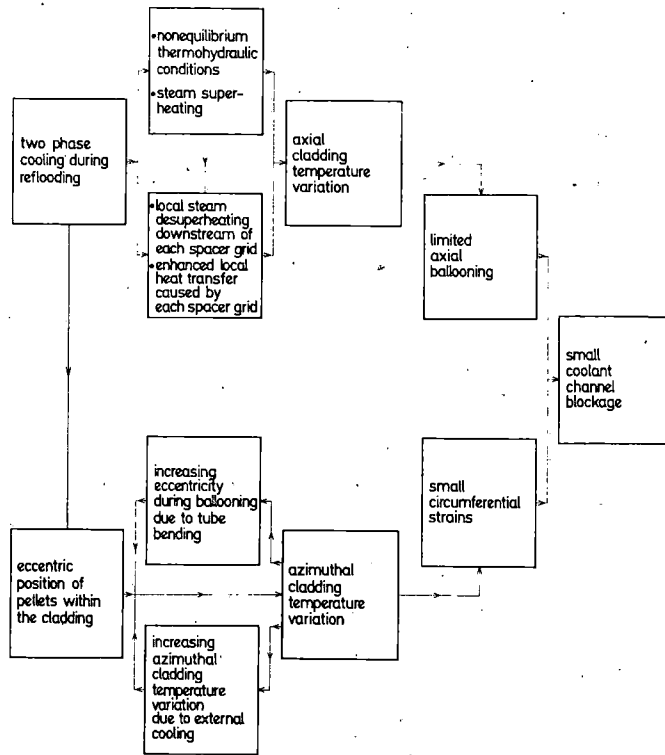 •nonequilibrium
thermohydraulic
conditions
•steam super-
heating
two phase
cooling during
reflooding
axial
cladding
temperature
variation
•local steam
desuperheating
downstream of
each spacer grid
•enhanced local
heat transfer
caused by
each spacer grid
limited
axial
ballooning
small
coolant
channel
blockage
increasing
eccentricity
during ballooning
due to tube
bending
small
circumferential
strains
eccentric
position of
pellets within
the cladding
azimuthal
cladding
temperature
variation
increasing
azimuthal
cladding
temperature
variation
due to external
cooling